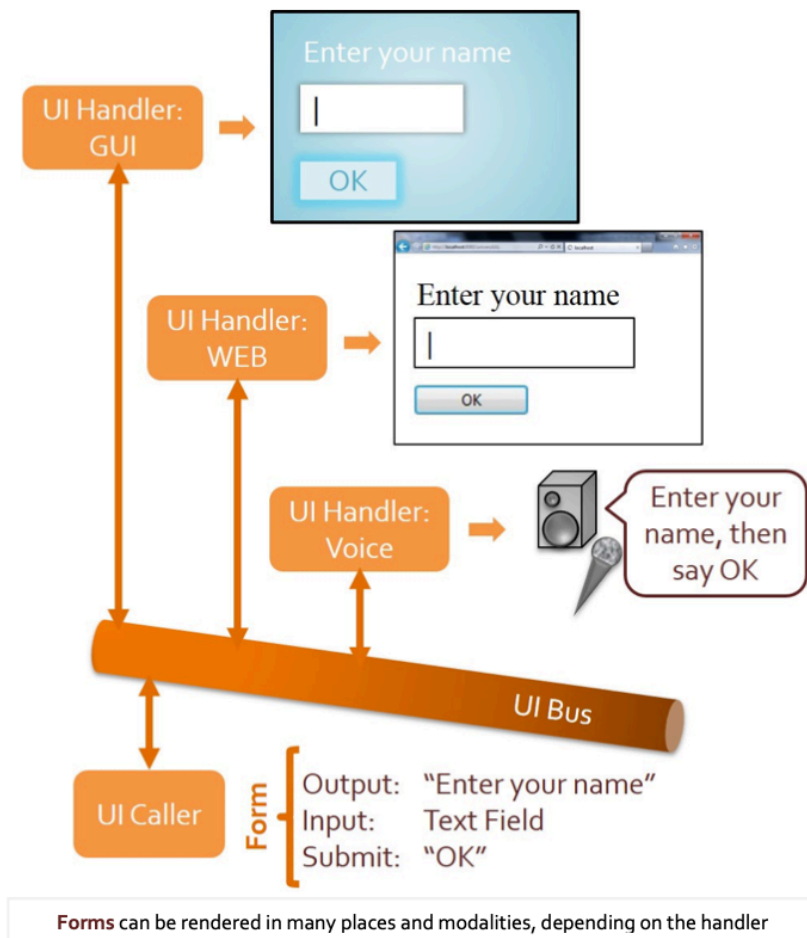 Enter your name
UI Handler:
GUI
OK
Enter your name
UI Handler:
WEB
OK
UI Handler:
Voice
Enter your
name, then
say OK
UI Bus
UI Caller
Form
Output: “Enter your name”
Input: Text Field
Submit: “OK”
Forms can be rendered in many places and modalities, depending on the handler